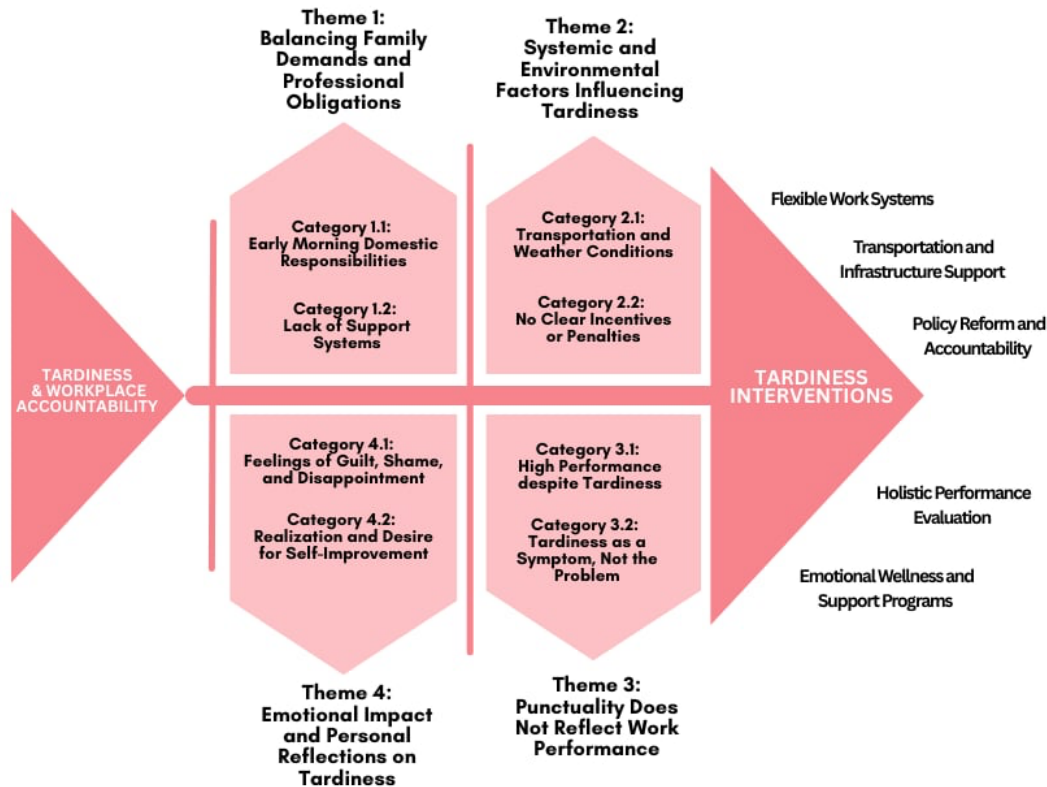 Theme 1:
Balancing Family
Demands and
Professional
Obligations
Theme 2:
Systemic and
Environmental
Factors Influencing
Tardiness
Category 1.1:
Early Morning Domestic
Responsibilities
Category 1.2:
Lack of Support
Systems
Category 2.1:
Transportation and
Weather Conditions
Category 2.2:
No Clear Incentives
or Penalties
TARDINESS
& WORKPLACE
ACCOUNTABILITY
TARDINESS
INTERVENTIONS
Flexible Work Systems
Transportation and
Infrastructure Support
Policy Reform and
Accountability
Holistic Performance
Evaluation
Emotional Wellness and
Support Programs
Category 4.1:
Feelings of Guilt, Shame,
and Disappointment
Category 4.2:
Realization and Desire
for Self-Improvement
Category 3.1:
High Performance
despite Tardiness
Category 3.2:
Tardiness as a
Symptom, Not the
Problem
Theme 4:
Emotional Impact
and Personal
Reflections on
Tardiness
Theme 3:
Punctuality Does
Not Reflect Work
Performance